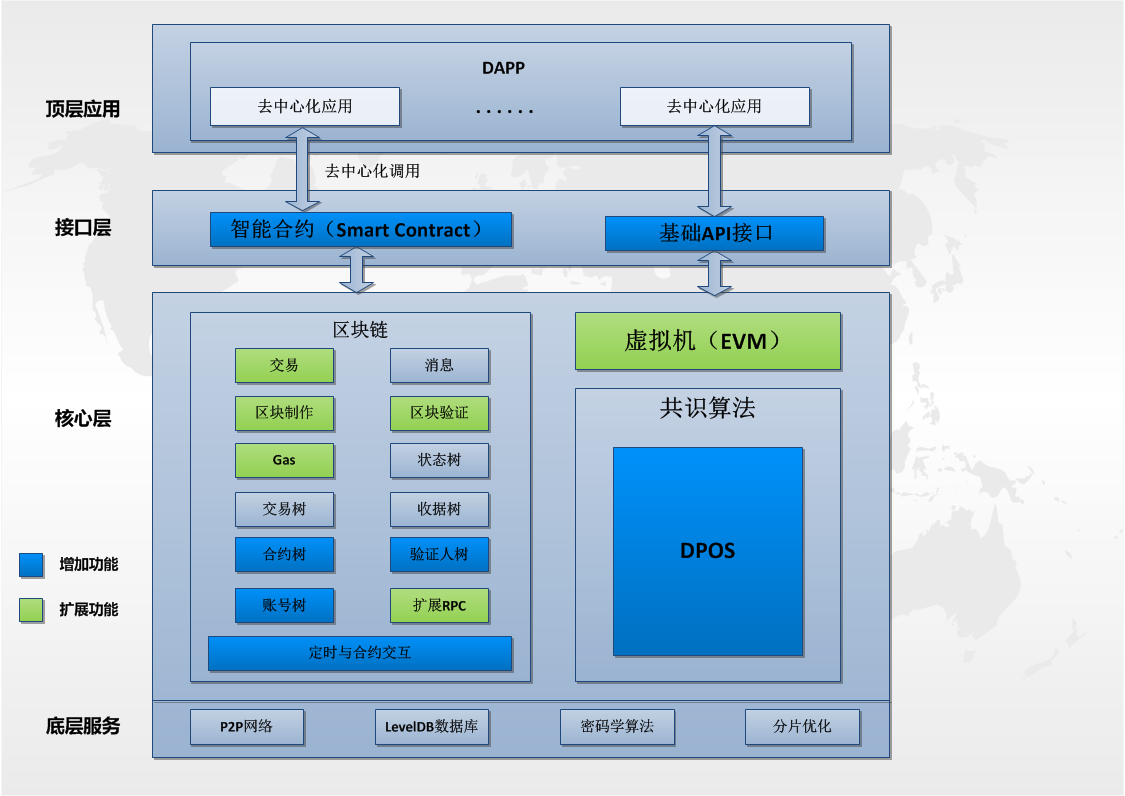 DAPP
顶层应用
去中心化应用
......
去中心化应用
去中心化调用
接口层
智能合约（Smart Contract）
基础API接口
区块链
虚拟机（EVM）
交易
消息
核心层
区块制作
区块验证
共识算法
Gas
状态树
交易树
收据树
DPOS
合约树
验证人树
增加功能
账号树
扩展RPC
扩展功能
定时与合约交互
底层服务
P2P网络
LevelDB数据库
密码学算法
分片优化